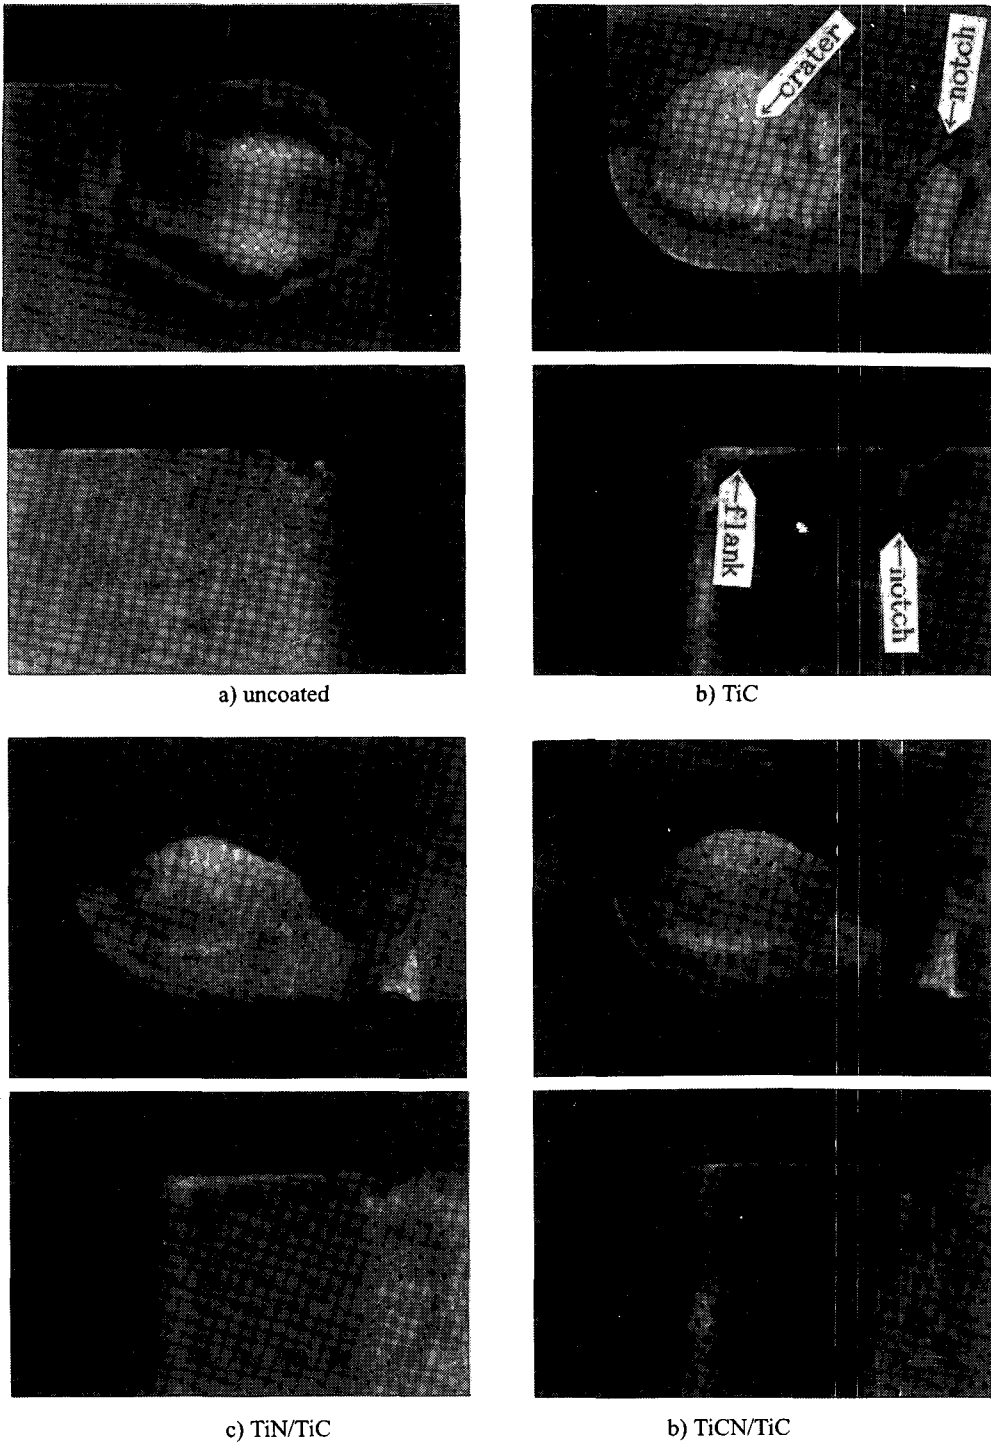 crater
notch
flank
notch
a) uncoated
b) TiC
c) TiN/TiC
b) TiCN/TiC